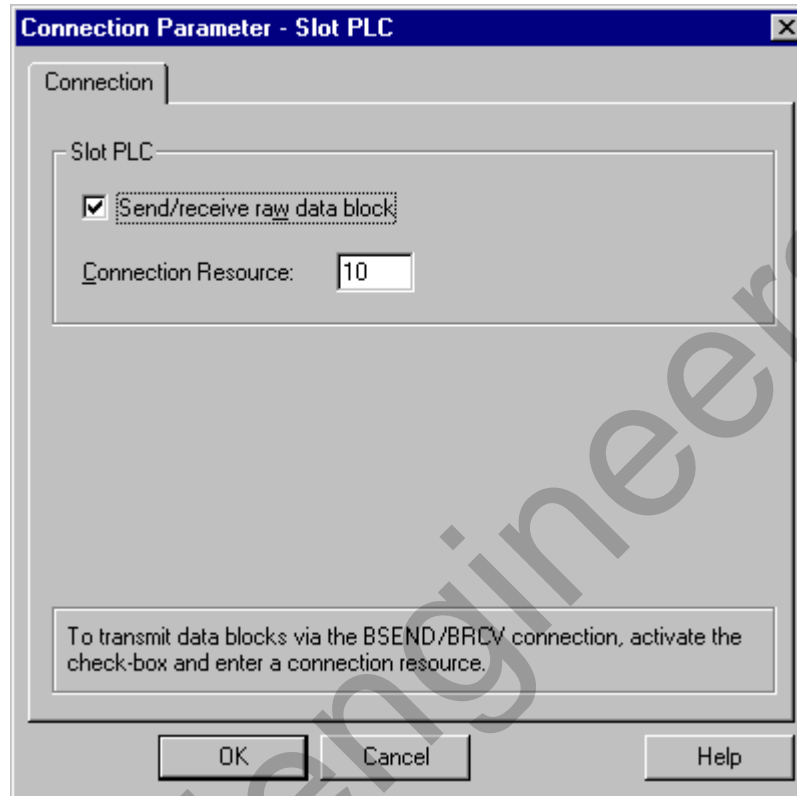 Connection Parameter - Slot PLC
Connection
Slot PLC
Send/receive raw data block
Connection Resource:
10
To transmit data blocks via the BSEND/BRCV connection, activate the
check-box and enter a connection resource.
OK
Cancel
Help
engineer